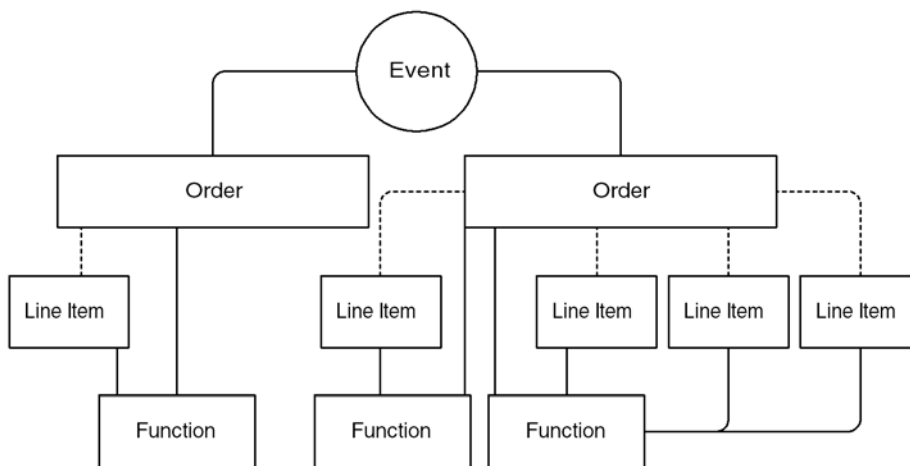 Event
Order
Order
Line Item
Line Item
Line Item
Line Item
Line Item
Function
Function
Function